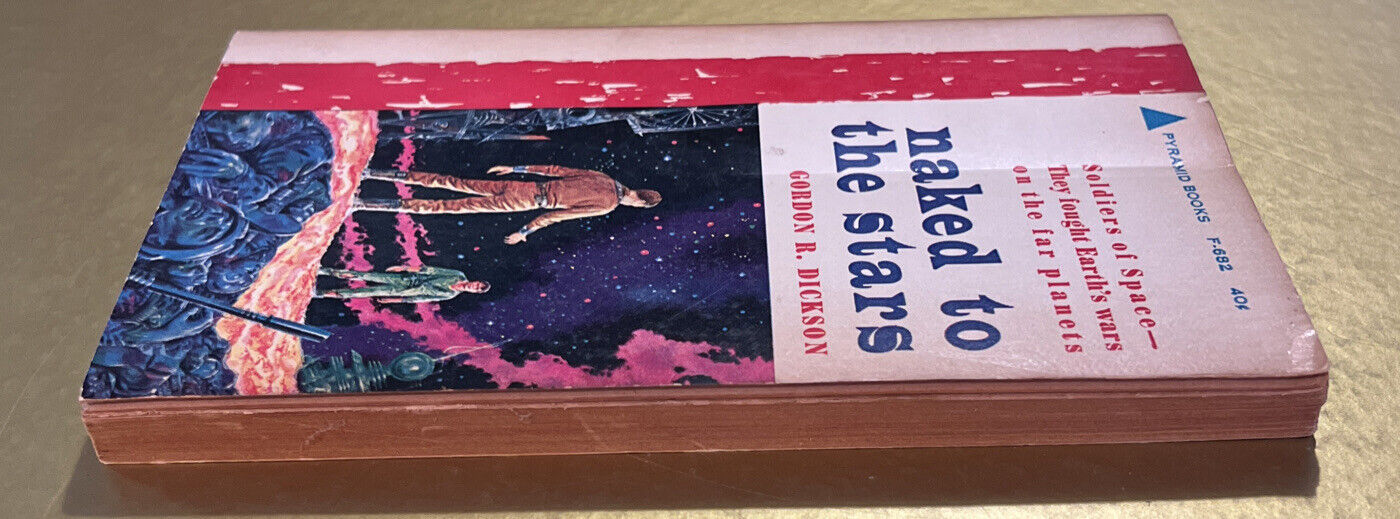 PYRAMID BOOKS F-682 40¢
Soldiers of Space—
They fought Earth's wars
on the far planets
naked to
the stars
GORDON R. DICKSON